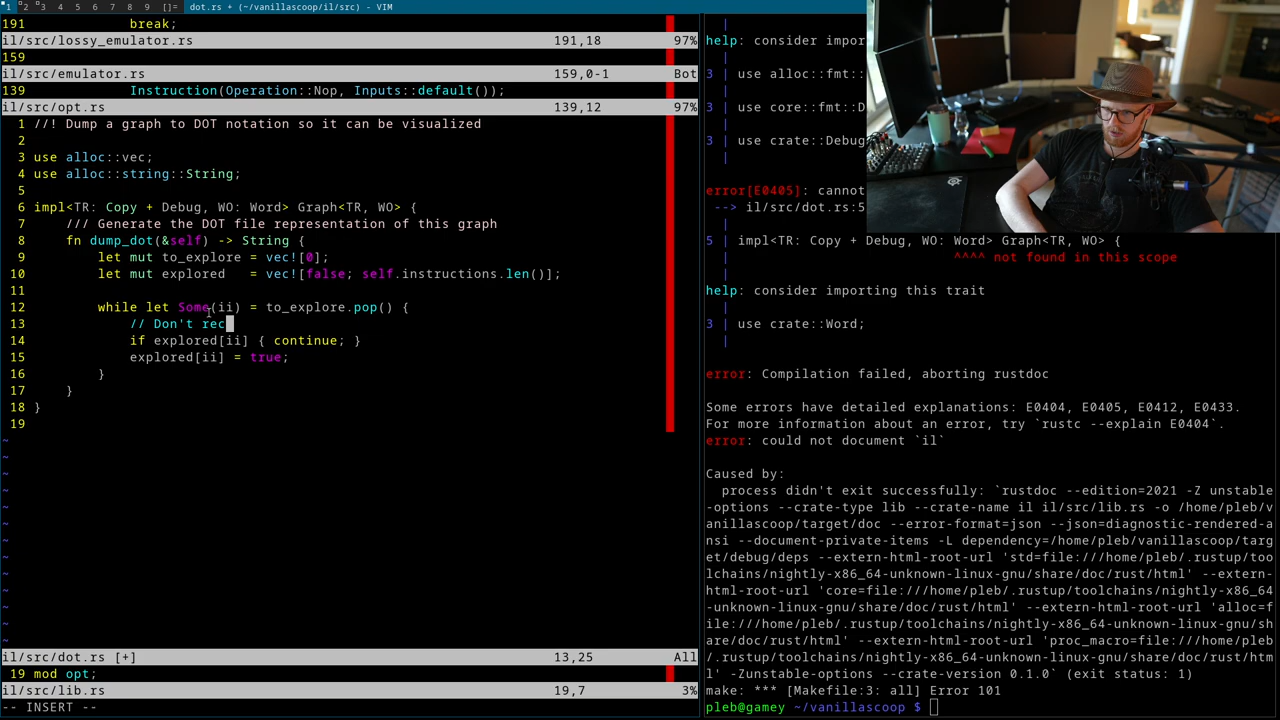 1 2 3 4 5 6 7 8 9 []= dot.rs + (~/vanillascoop/il/src) - VIM
191             break;
il/src/lossy_emulator.rs 191,18 97%
159
il/src/emulator.rs 159,0-1 Bot
139             Instruction(Operation::Nop, Inputs::default());
il/src/opt.rs 139,12 97%
1 //! Dump a graph to DOT notation so it can be visualized
2
3 use alloc::vec;
4 use alloc::string::String;
5
6 impl<TR: Copy + Debug, WO: Word> Graph<TR, WO> {
7     /// Generate the DOT file representation of this graph
8     fn dump_dot(&self) -> String {
9         let mut to_explore = vec![0];
10         let mut explored   = vec![false; self.instructions.len()];
11
12         while let Some(ii) = to_explore.pop() {
13             // Don't rec
14             if explored[ii] { continue; }
15             explored[ii] = true;
16         }
17     }
18 }
19
~
~
~
~
~
~
~
~
~
~
~
~
~
il/src/dot.rs [+] 13,25 All
19 mod opt;
il/src/lib.rs 19,7 3%
-- INSERT --
|
help: consider impor
|
3 | use alloc::fmt::
|
3 | use core::fmt::D
|
3 | use crate::Debug
|
error[E0405]: cannot
--> il/src/dot.rs:5
|
5 | impl<TR: Copy + Debug, WO: Word> Graph<TR, WO> {
| ^^^^ not found in this scope
|
help: consider importing this trait
|
3 | use crate::Word;
|
error: Compilation failed, aborting rustdoc
Some errors have detailed explanations: E0404, E0405, E0412, E0433.
For more information about an error, try `rustc --explain E0404`.
error: could not document `il`
Caused by:
process didn't exit successfully: `rustdoc --edition=2021 -Z unstable
-options --crate-type lib --crate-name il il/src/lib.rs -o /home/pleb/v
anillascoop/target/doc --error-format=json --json=diagnostic-rendered-a
nsi --document-private-items -L dependency=/home/pleb/vanillascoop/targ
et/debug/deps --extern-html-root-url 'std=file:///home/pleb/.rustup/too
lchains/nightly-x86_64-unknown-linux-gnu/share/doc/rust/html' --extern-
html-root-url 'core=file:///home/pleb/.rustup/toolchains/nightly-x86_64
-unknown-linux-gnu/share/doc/rust/html' --extern-html-root-url 'alloc=f
ile:///home/pleb/.rustup/toolchains/nightly-x86_64-unknown-linux-gnu/sh
are/doc/rust/html' --extern-html-root-url 'proc_macro=file:///home/pleb
/.rustup/toolchains/nightly-x86_64-unknown-linux-gnu/share/doc/rust/htm
l' -Zunstable-options --crate-version 0.1.0` (exit status: 1)
make: *** [Makefile:3: all] Error 101
pleb@gamey ~/vanillascoop $